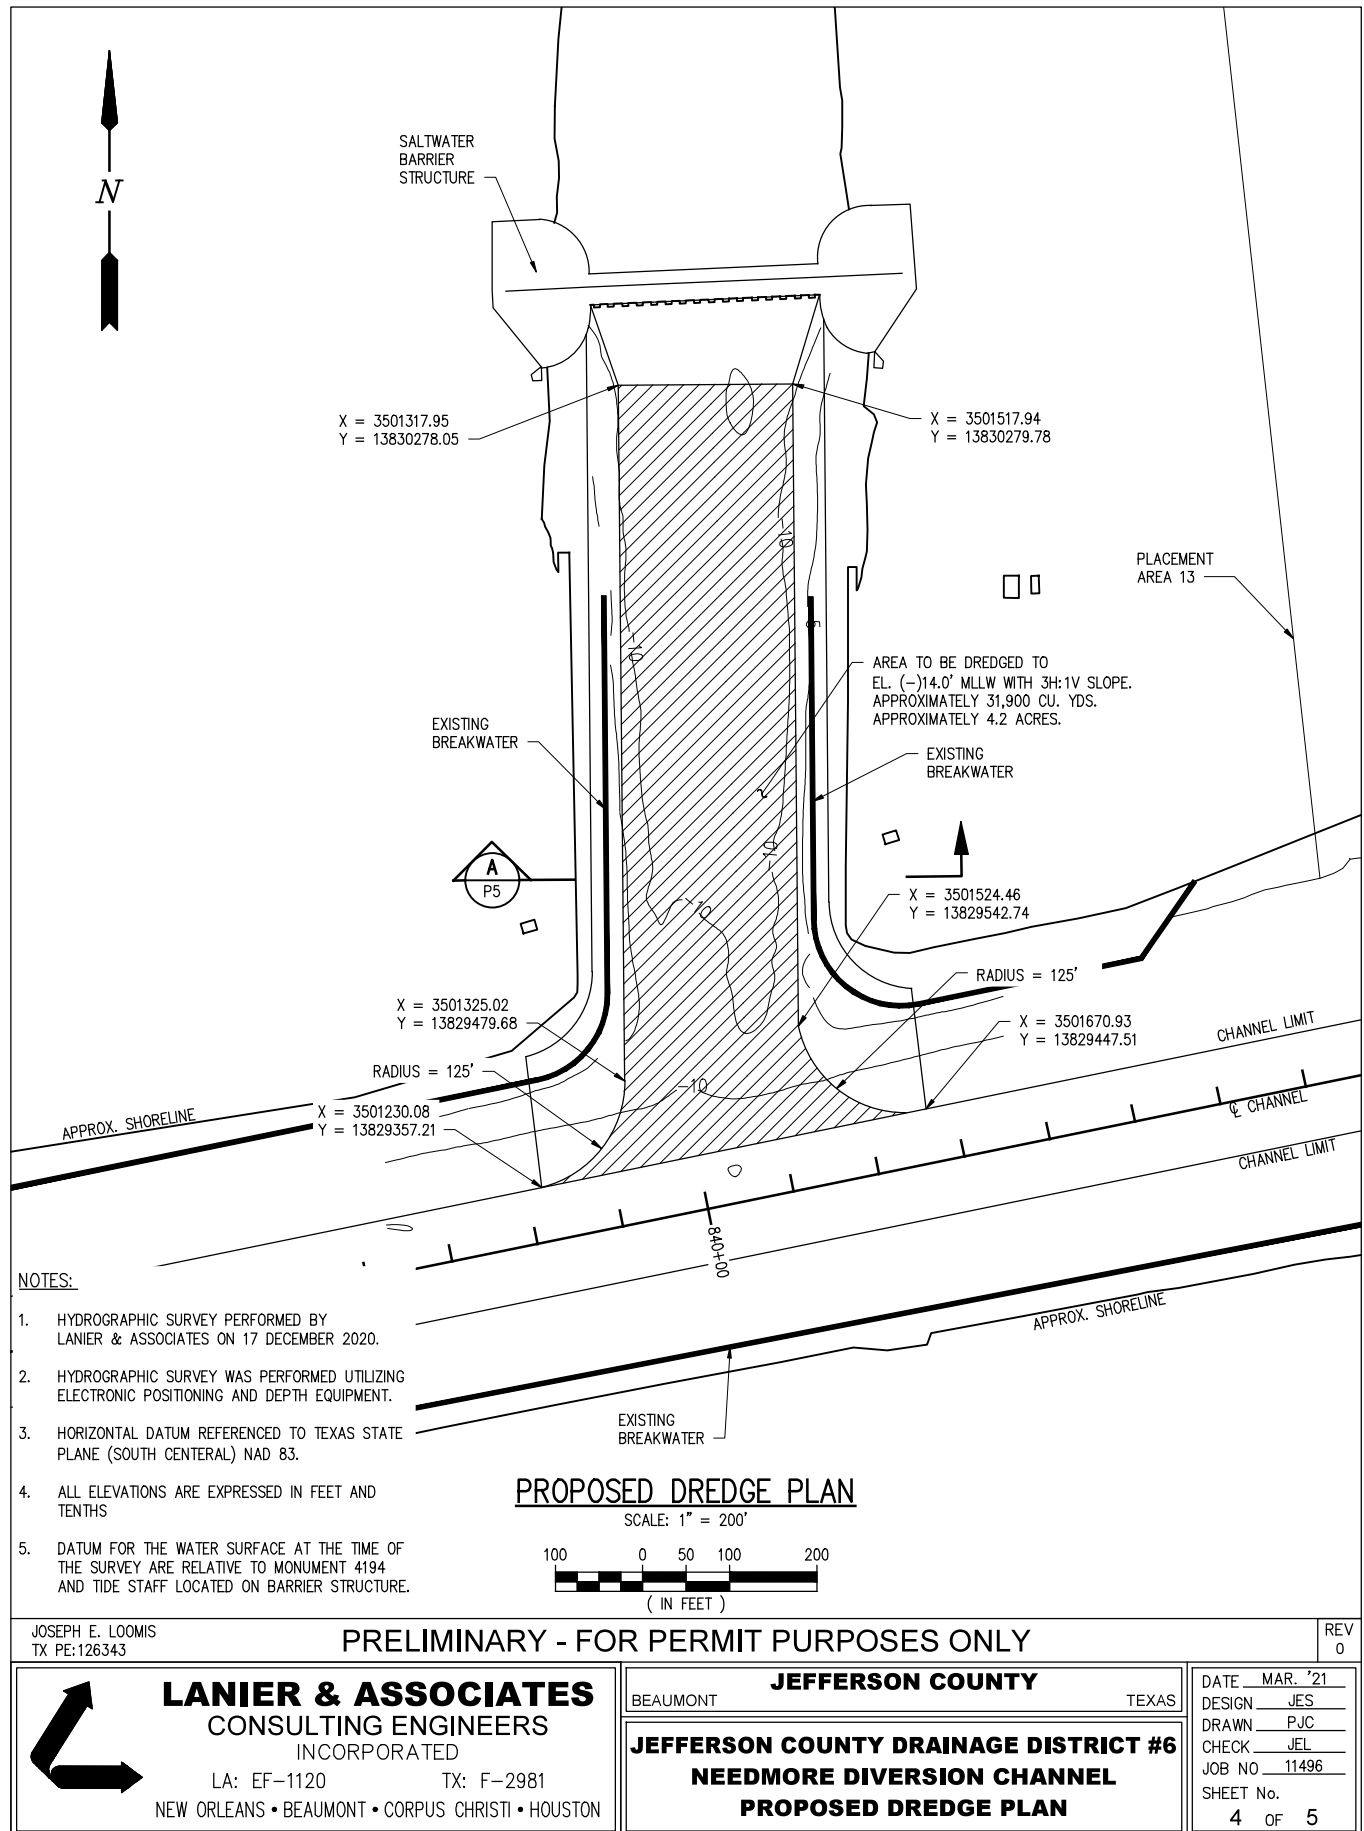 N
SALTWATER
BARRIER
STRUCTURE
X = 3501317.95
Y = 13830278.05
X = 3501517.94
Y = 13830279.78
-10
PLACEMENT
AREA 13
-5
-10
AREA TO BE DREDGED TO
EL. (-)14.0' MLLW WITH 3H:1V SLOPE.
APPROXIMATELY 31,900 CU. YDS.
APPROXIMATELY 4.2 ACRES.
EXISTING
BREAKWATER
EXISTING
BREAKWATER
A
P5
-10
-10
X = 3501524.46
Y = 13829542.74
RADIUS = 125'
X = 3501325.02
Y = 13829479.68
X = 3501670.93
Y = 13829447.51
CHANNEL LIMIT
RADIUS = 125'
-10
X = 3501230.08
Y = 13829357.21
APPROX. SHORELINE
℄ CHANNEL
CHANNEL LIMIT
840+00
APPROX. SHORELINE
EXISTING
BREAKWATER
NOTES:
1. HYDROGRAPHIC SURVEY PERFORMED BY
LANIER & ASSOCIATES ON 17 DECEMBER 2020.
2. HYDROGRAPHIC SURVEY WAS PERFORMED UTILIZING
ELECTRONIC POSITIONING AND DEPTH EQUIPMENT.
3. HORIZONTAL DATUM REFERENCED TO TEXAS STATE
PLANE (SOUTH CENTERAL) NAD 83.
4. ALL ELEVATIONS ARE EXPRESSED IN FEET AND
TENTHS
5. DATUM FOR THE WATER SURFACE AT THE TIME OF
THE SURVEY ARE RELATIVE TO MONUMENT 4194
AND TIDE STAFF LOCATED ON BARRIER STRUCTURE.
PROPOSED DREDGE PLAN
SCALE: 1" = 200'
100 0 50 100 200
( IN FEET )
JOSEPH E. LOOMIS
TX PE:126343
PRELIMINARY - FOR PERMIT PURPOSES ONLY
REV
0
LANIER & ASSOCIATES
CONSULTING ENGINEERS
INCORPORATED
LA: EF-1120 TX: F-2981
NEW ORLEANS • BEAUMONT • CORPUS CHRISTI • HOUSTON
JEFFERSON COUNTY
BEAUMONT TEXAS
JEFFERSON COUNTY DRAINAGE DISTRICT #6
NEEDMORE DIVERSION CHANNEL
PROPOSED DREDGE PLAN
DATE MAR. '21
DESIGN JES
DRAWN PJC
CHECK JEL
JOB NO 11496
SHEET No.
4 OF 5